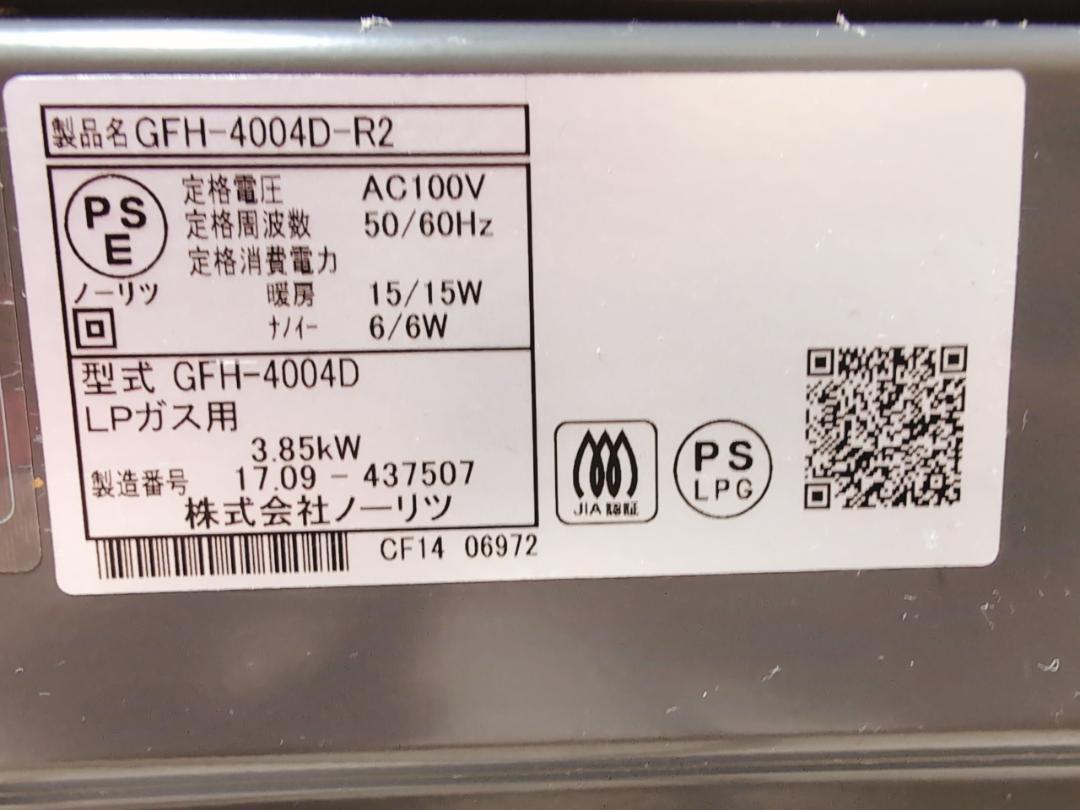 製品名 GFH-4004D-R2
PS
E
定格電圧 AC100V
定格周波数 50/60Hz
定格消費電力
ノーリツ
暖房 15/15W
ナノイー 6/6W
型式 GFH-4004D
LPガス用
3.85kW
製造番号 17.09 - 437507
株式会社ノーリツ
CF14 06972
JIA認証
PS
LPG